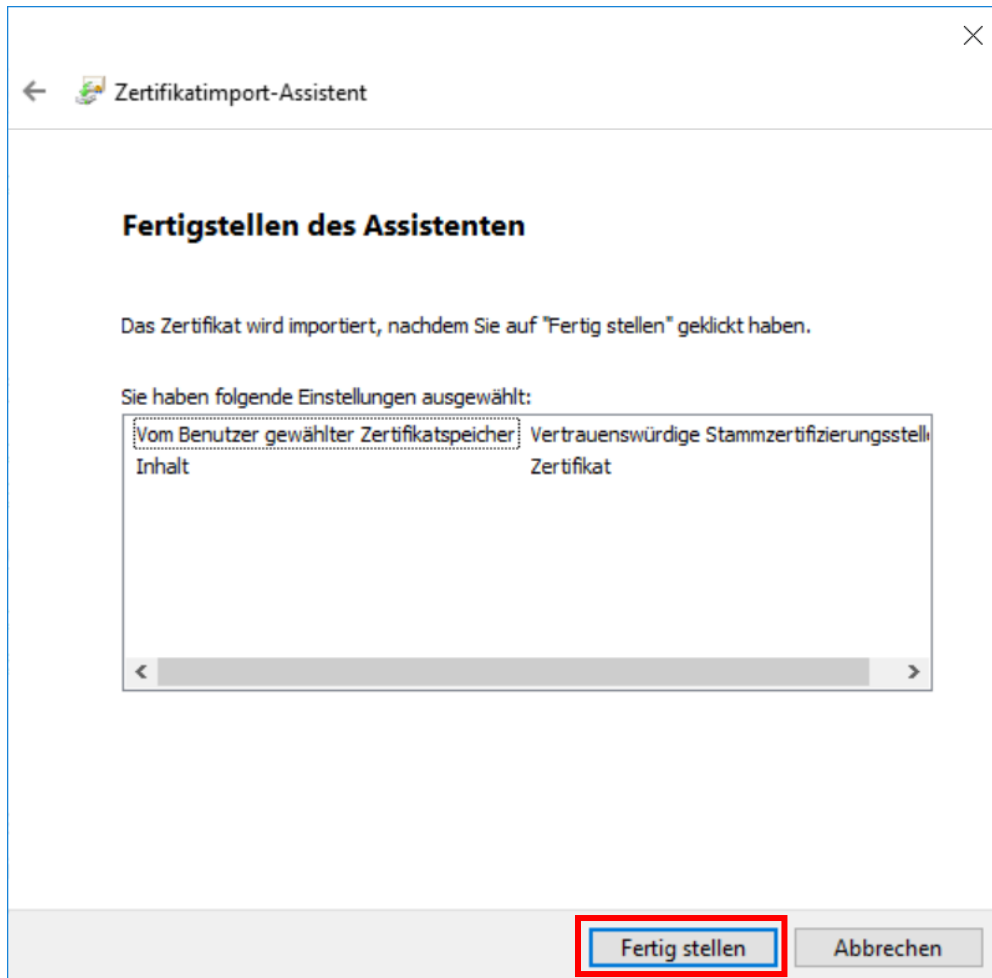 Zertifikatimport-Assistent
Fertigstellen des Assistenten
Das Zertifikat wird importiert, nachdem Sie auf "Fertig stellen" geklickt haben.
Sie haben folgende Einstellungen ausgewählt:
Vom Benutzer gewählter Zertifikatspeicher Vertrauenswürdige Stammzertifizierungsstell
Inhalt Zertifikat
Fertig stellen Abbrechen